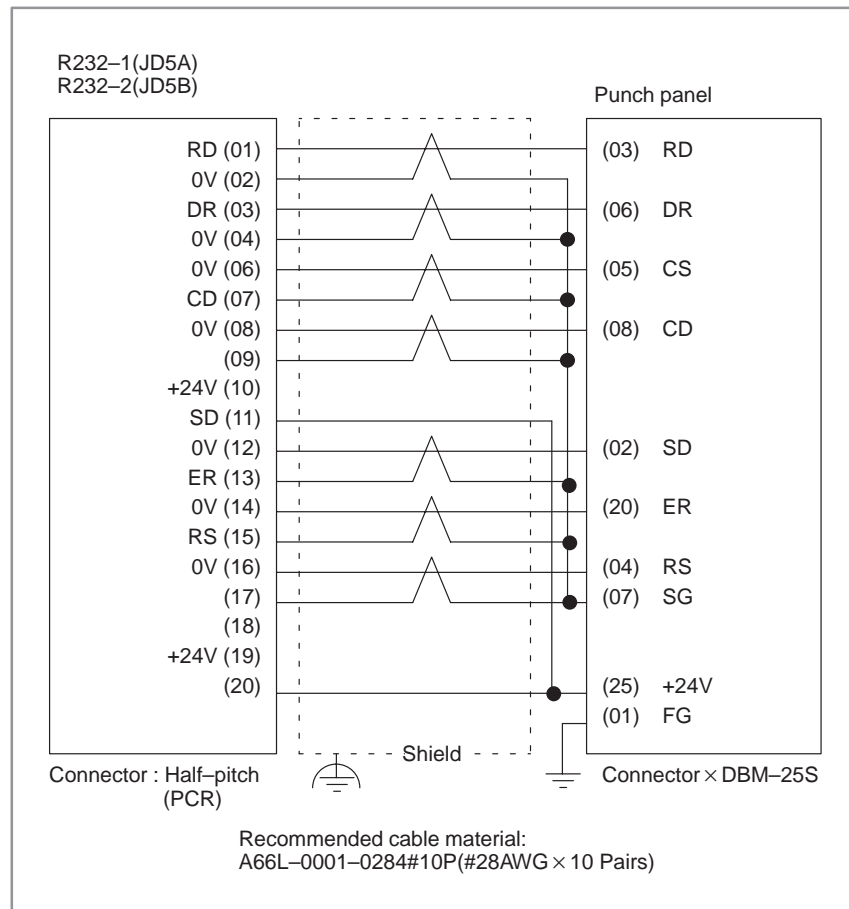 R232–1(JD5A)
R232–2(JD5B)
Punch panel
RD (01)
0V (02)
DR (03)
0V (04)
0V (06)
CD (07)
0V (08)
(09)
+24V (10)
SD (11)
0V (12)
ER (13)
0V (14)
RS (15)
0V (16)
(17)
(18)
+24V (19)
(20)
(03) RD
(06) DR
(05) CS
(08) CD
(02) SD
(20) ER
(04) RS
(07) SG
(25) +24V
(01) FG
Shield
Connector : Half–pitch
(PCR)
Connector × DBM–25S
Recommended cable material:
A66L–0001–0284#10P(#28AWG × 10 Pairs)